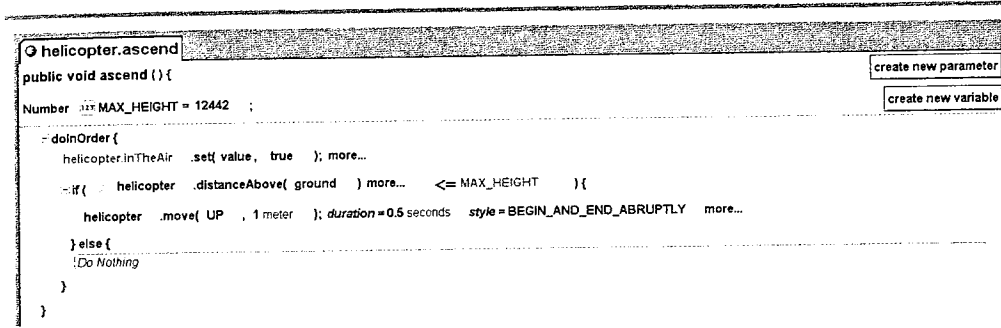 helicopter.ascend
public void ascend () {
create new parameter
Number 123 MAX_HEIGHT = 12442 ;
create new variable
doInOrder {
helicopter.inTheAir .set( value, true ); more...
if ( helicopter .distanceAbove( ground ) more... <= MAX_HEIGHT ) {
helicopter .move( UP , 1 meter ); duration = 0.5 seconds style = BEGIN_AND_END_ABRUPTLY more...
} else {
Do Nothing
}
}